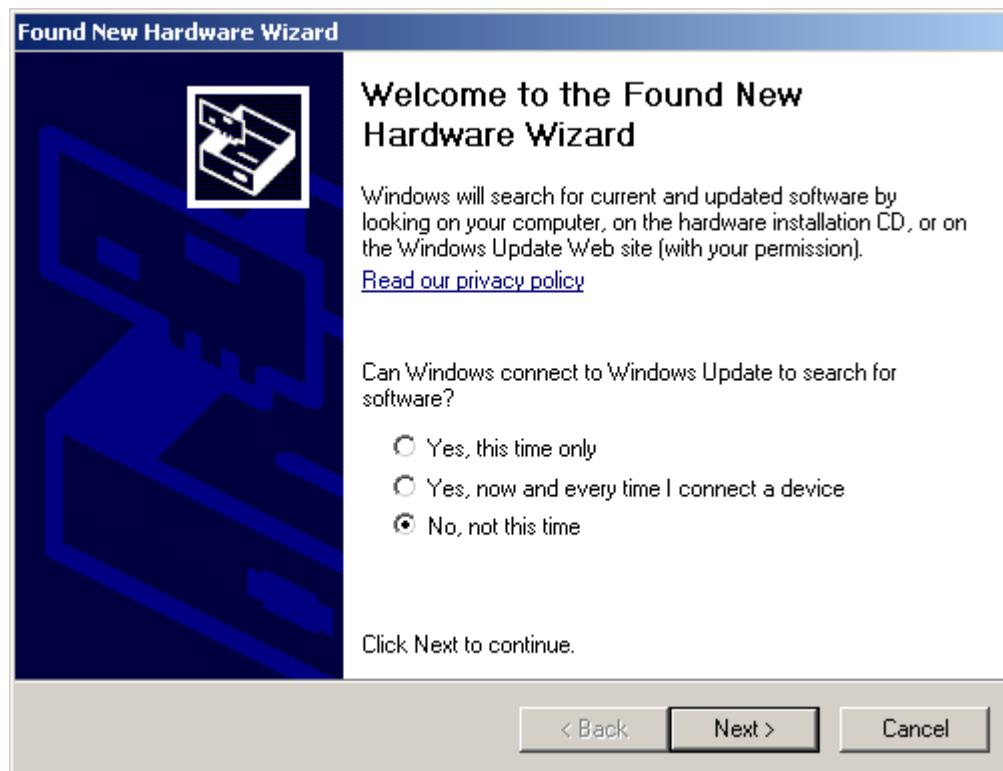 Found New Hardware Wizard
Welcome to the Found New
Hardware Wizard
Windows will search for current and updated software by
looking on your computer, on the hardware installation CD, or on
the Windows Update Web site (with your permission).
Read our privacy policy
Can Windows connect to Windows Update to search for
software?
Yes, this time only
Yes, now and every time I connect a device
No, not this time
Click Next to continue.
< Back Next > Cancel